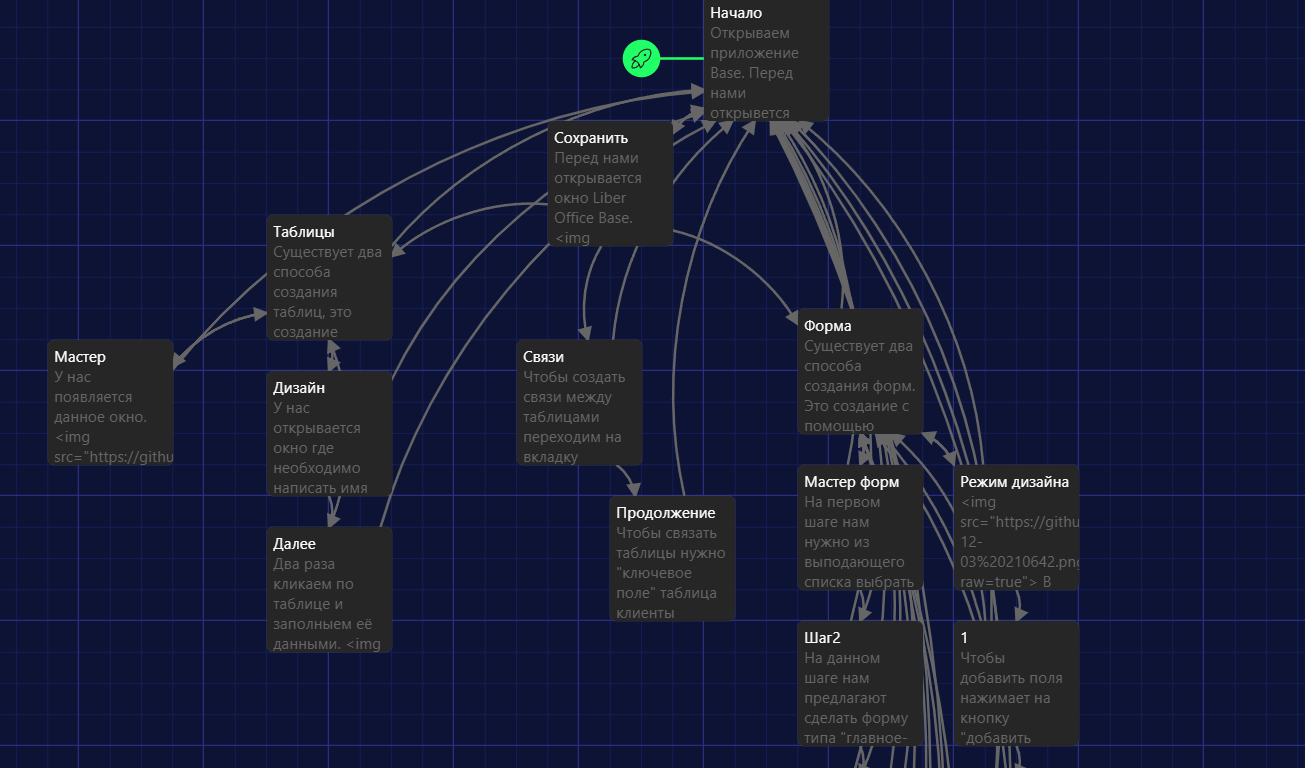 Начало
Открываем
приложение
Base. Перед
нами
открывется
Сохранить
Перед нами
открывается
окно Liber
Office Base.
<img
Таблицы
Существует два
способа
создания
таблиц, это
создание
Мастер
У нас
появляется
данное окно.
<img
src="https://githu
Дизайн
У нас
открывается
окно где
необходимо
написать имя
Далее
Два раза
кликаем по
таблице и
заполныем её
данными. <img
Связи
Чтобы создать
связи между
таблицами
переходим на
вкладку
Продолжение
Чтобы связать
таблицы нужно
"ключевое
поле" таблица
клиенты
Форма
Существует два
способа
создания форм.
Это создание с
помощью
Мастер форм
На первом
шаге нам
нужно из
выподающего
списка выбрать
Режим дизайна
<img
src="https://githu
12-
03%20210642.png
raw=true"> В
Шаг2
На данном
шаге нам
предлагают
сделать форму
типа "главное-
1
Чтобы
добавить поля
нажимает на
кнопку
"добавить